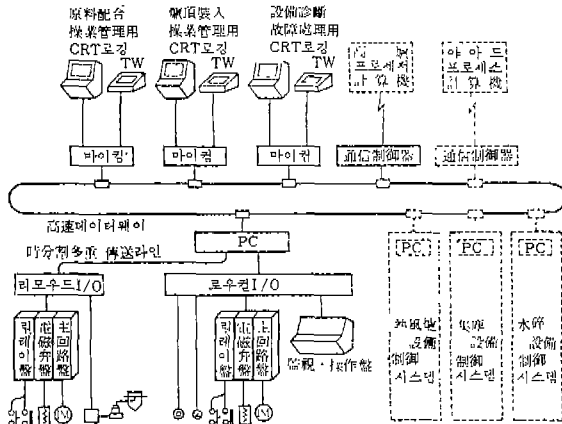 原料配合
操業管理用
CRT로깅
TW
爐頂裝入
操業管理用
CRT로깅
TW
設備診斷
故障處理用
CRT로깅
TW
프로세서
計算機
야아드
프로세스
計算機
마이컴
마이컴
마이컴
通信制御器
通信制御器
高速데이터웨이
PC
時分割多重 傳送라인
리모우드I/O
로우컬I/O
릴레이盤
電磁弁盤
主回路盤
릴레이盤
電磁弁盤
主回路盤
監視・操作盤
IM
IM
PC
熱風爐
設備
制御
시스템
PC
集塵
設備
制御
시스템
PC
水碎
設備
制御
시스템